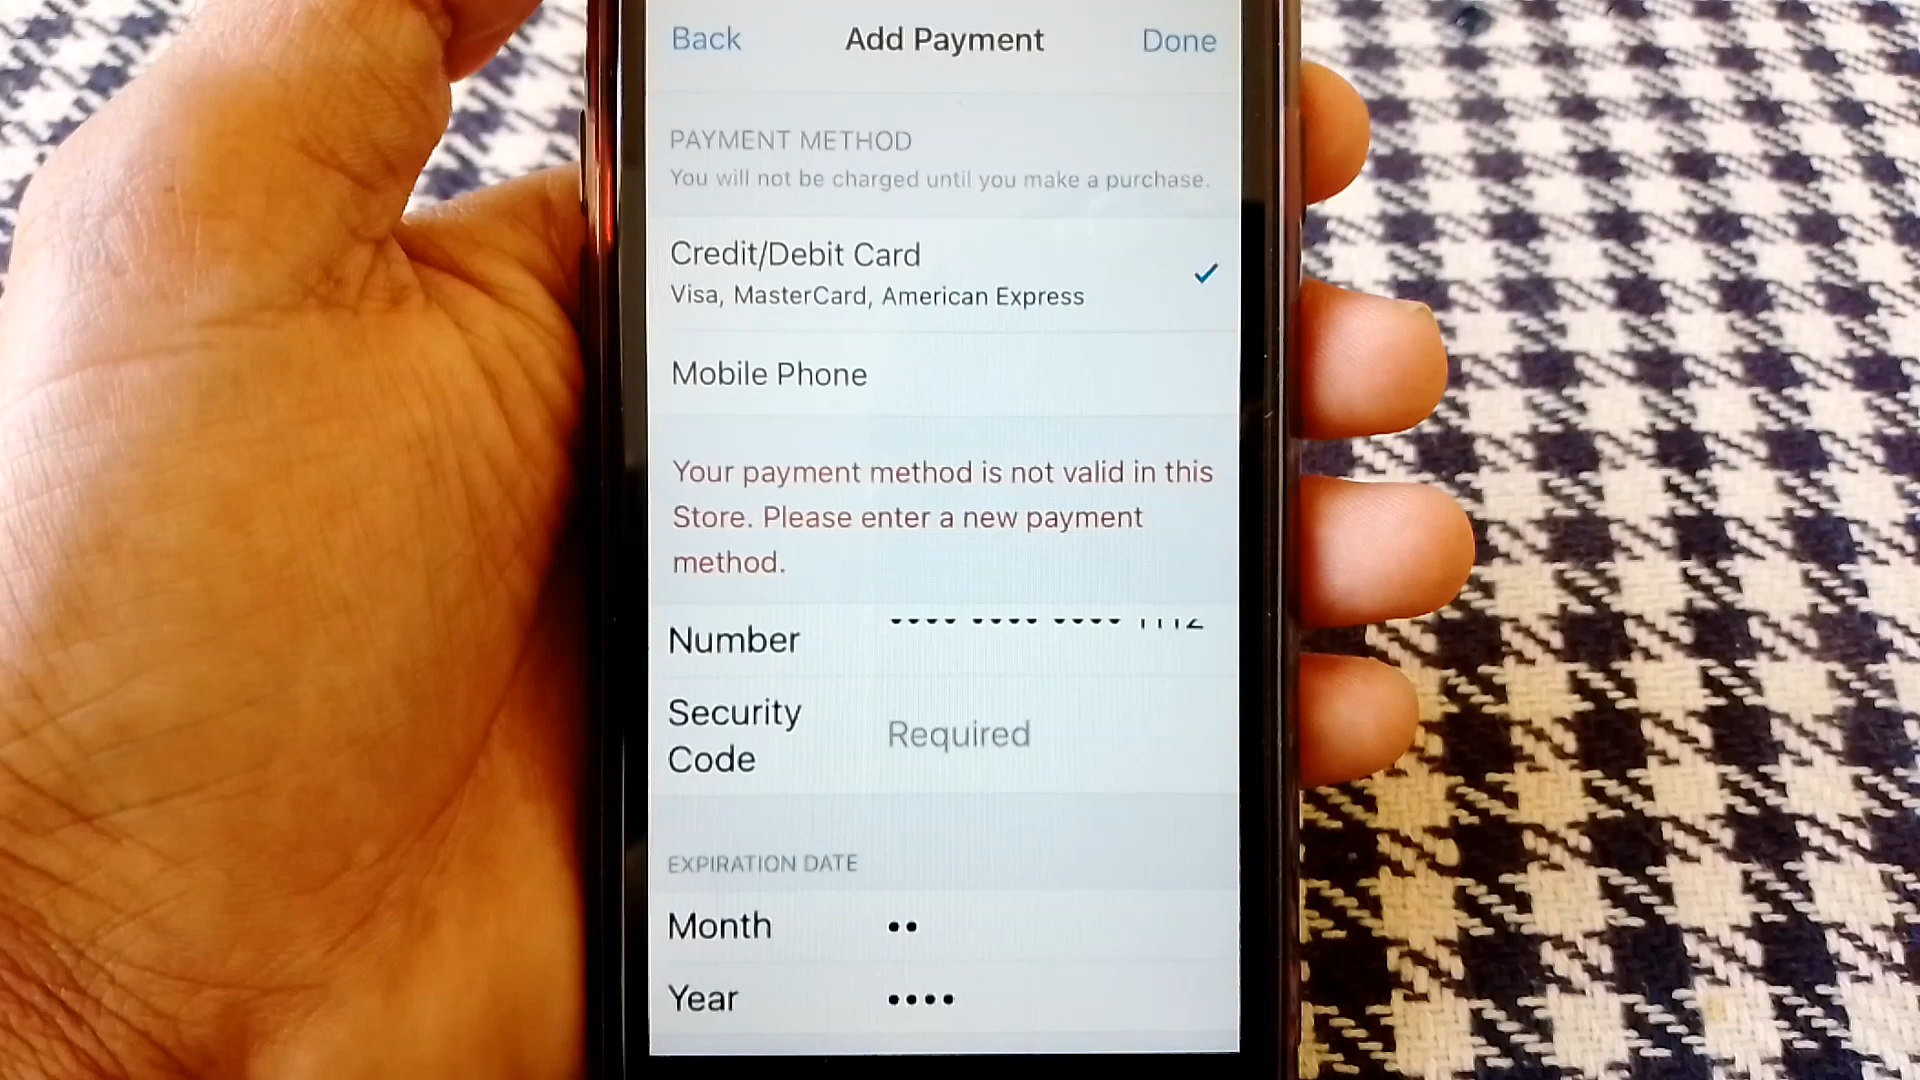 Back Add Payment Done
PAYMENT METHOD
You will not be charged until you make a purchase.
Credit/Debit Card
Visa, MasterCard, American Express
Mobile Phone
Your payment method is not valid in this
Store. Please enter a new payment
method.
Number
Security
Code
Required
EXPIRATION DATE
Month ••
Year ••••